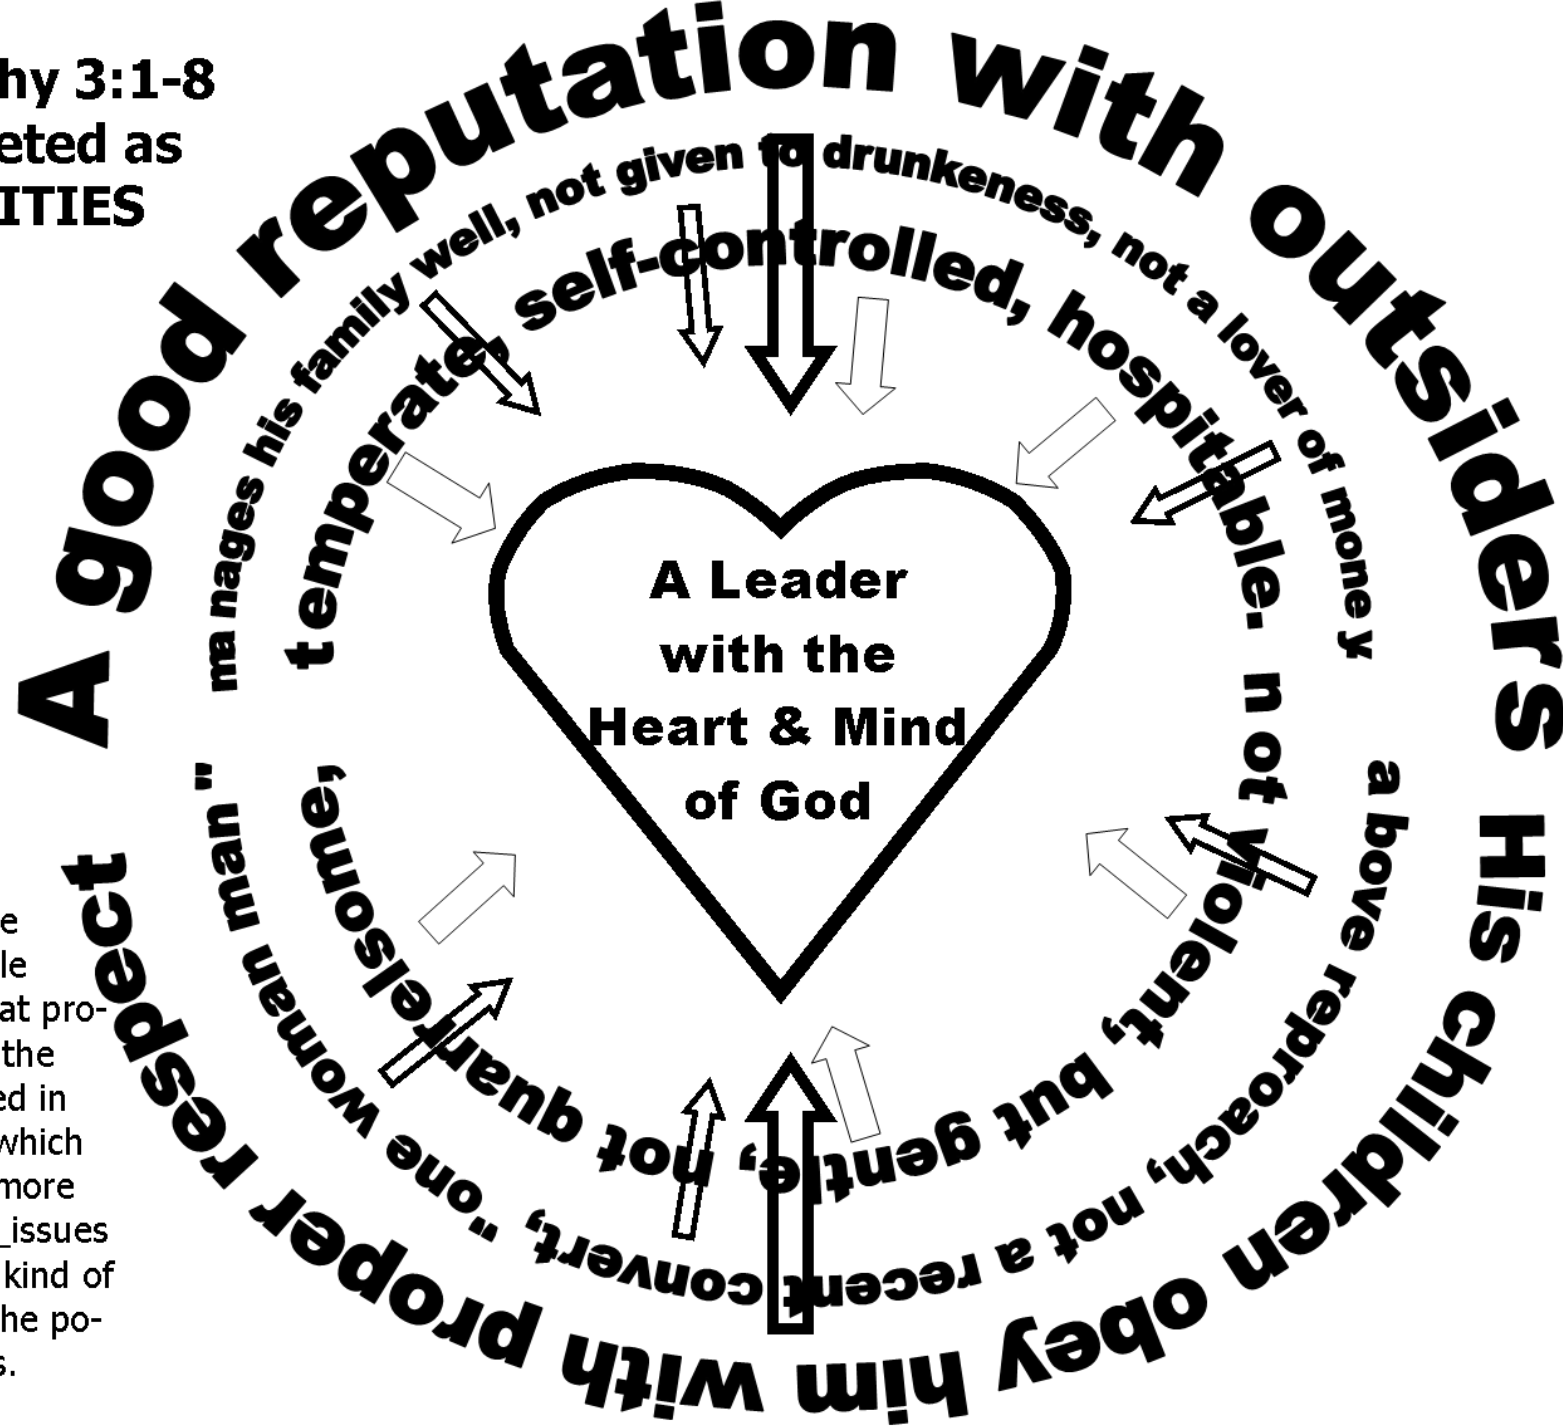 hy 3:1-8
eted as
ITIES
A good reputation with outsiders
His children obey him with proper respect
manages his family well, not given to drunkeness, not a lover of money
above reproach, not a recent convert, "one woman man"
temperate, self-controlled, hospitable. not violent, but gentle, not quarrelsome,
A Leader
with the
Heart & Mind
of God
e
le
at pro-
the
ed in
which
more
_issues
kind of
he po-
s.